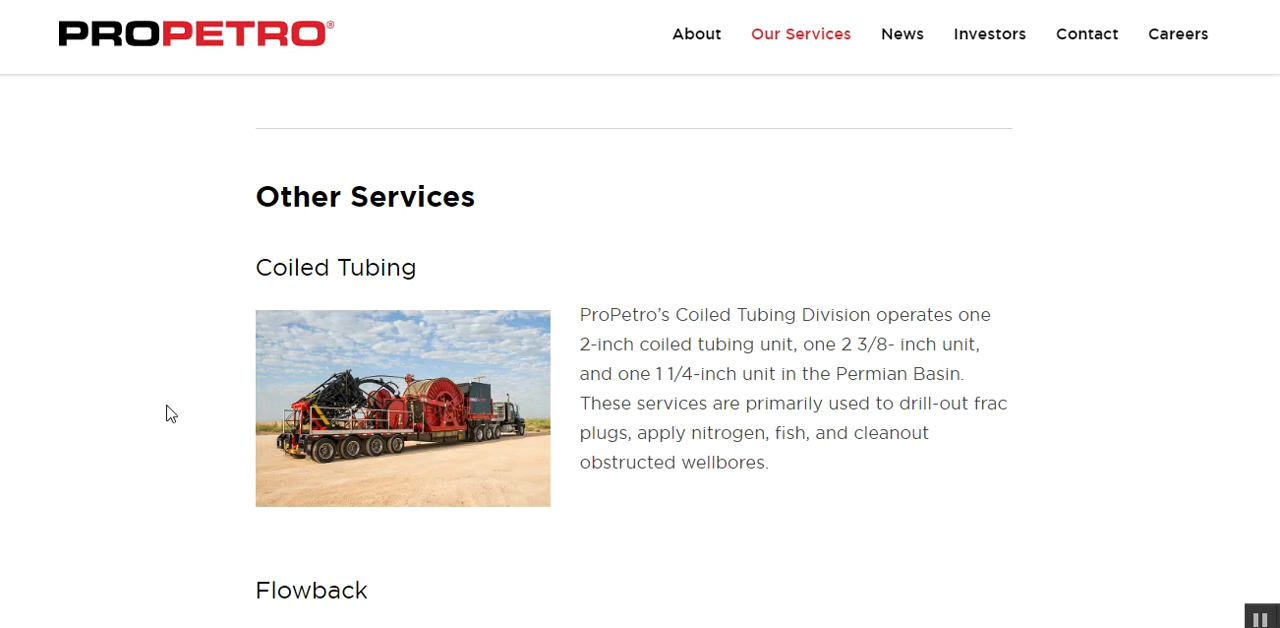 PROPETRO®
About Our Services News Investors Contact Careers
Other Services
Coiled Tubing
ProPetro’s Coiled Tubing Division operates one
2-inch coiled tubing unit, one 2 3/8- inch unit,
and one 1 1/4-inch unit in the Permian Basin.
These services are primarily used to drill-out frac
plugs, apply nitrogen, fish, and cleanout
obstructed wellbores.
Flowback